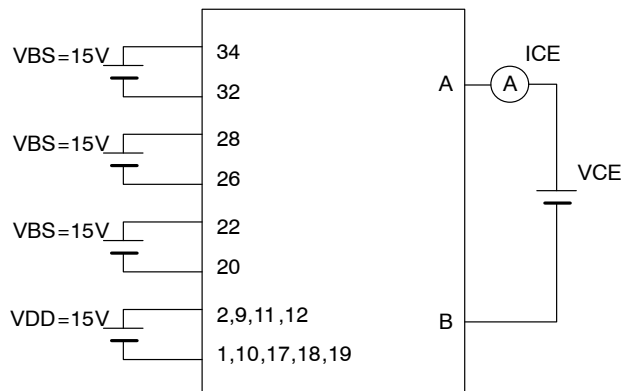 VBS=15V
34
32
VBS=15V
28
26
VBS=15V
22
20
VDD=15V
2,9,11,12
1,10,17,18,19
A
ICE
A
VCE
B